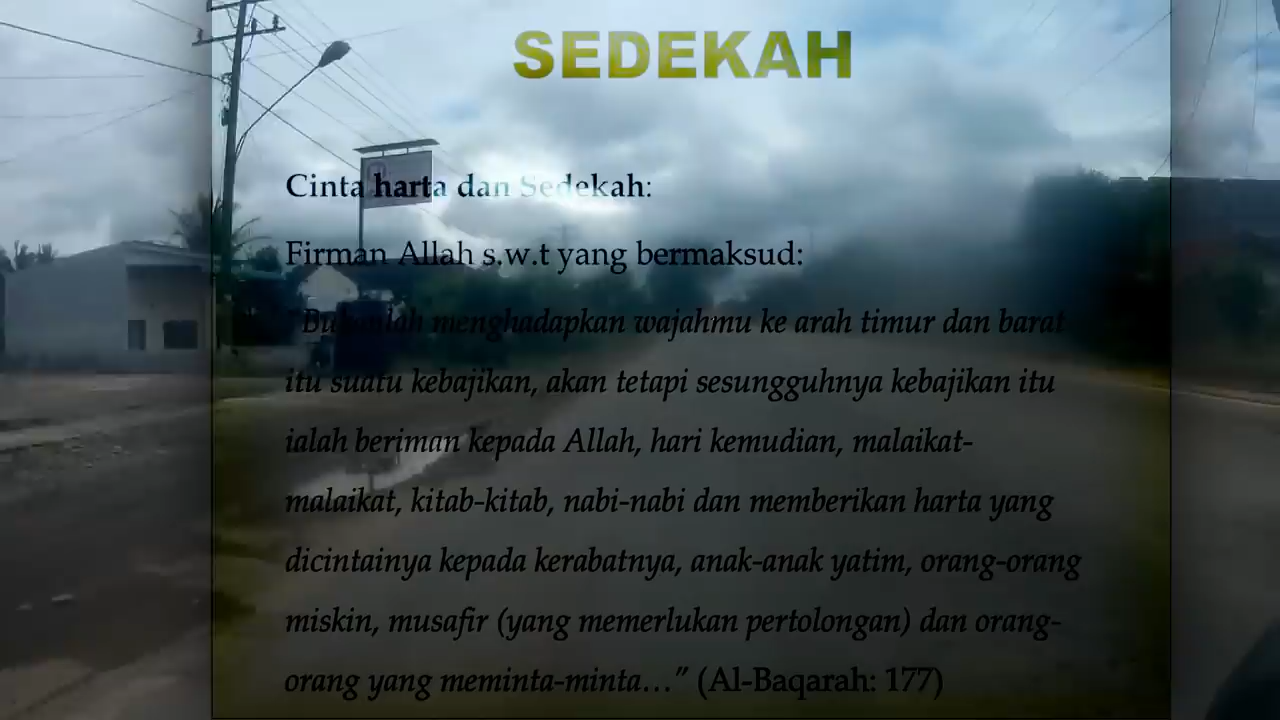 SEDEKAH
Cinta harta dan Sedekah:
Firman Allah s.w.t yang bermaksud:
"Bukanlah menghadapkan wajahmu ke arah timur dan barat
itu suatu kebajikan, akan tetapi sesungguhnya kebajikan itu
ialah beriman kepada Allah, hari kemudian, malaikat-
malaikat, kitab-kitab, nabi-nabi dan memberikan harta yang
dicintainya kepada kerabatnya, anak-anak yatim, orang-orang
miskin, musafir (yang memerlukan pertolongan) dan orang-
orang yang meminta-minta…" (Al-Baqarah: 177)